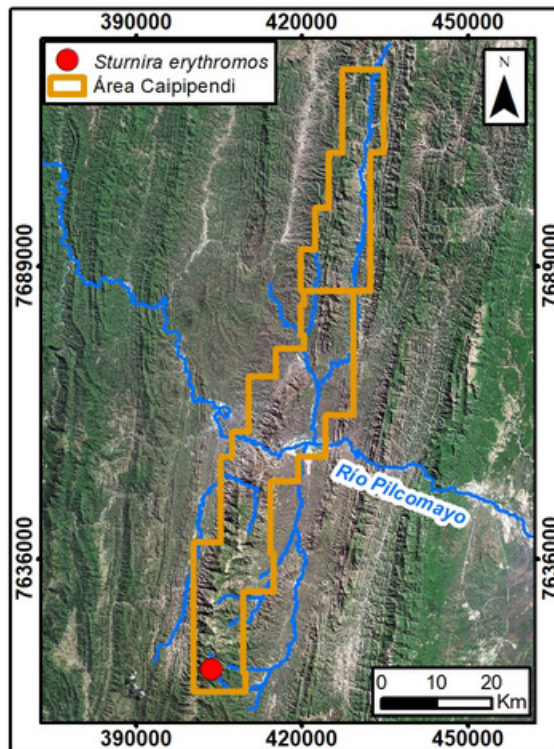 390000 420000 450000
Sturnira erythromos
Área Caipipendi
N
7689000 7689000
Río Pilcomayo
7636000 7636000
0 10 20
Km
390000 420000 450000